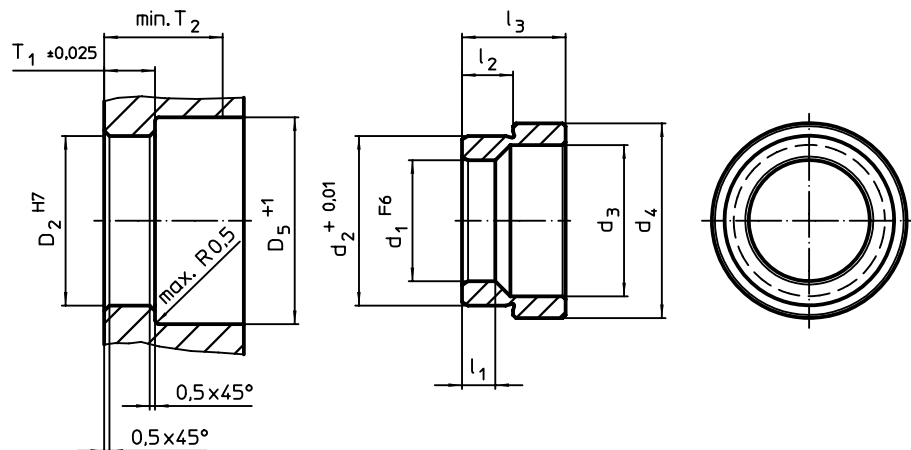 min. T₂
T₁ ±0,025
D₂ H7
D₅ +1
max. R0,5
0,5x45°
0,5x45°
l₃
l₂
d₂ + 0,01
d₁ F6
d₃
d₄
l₁